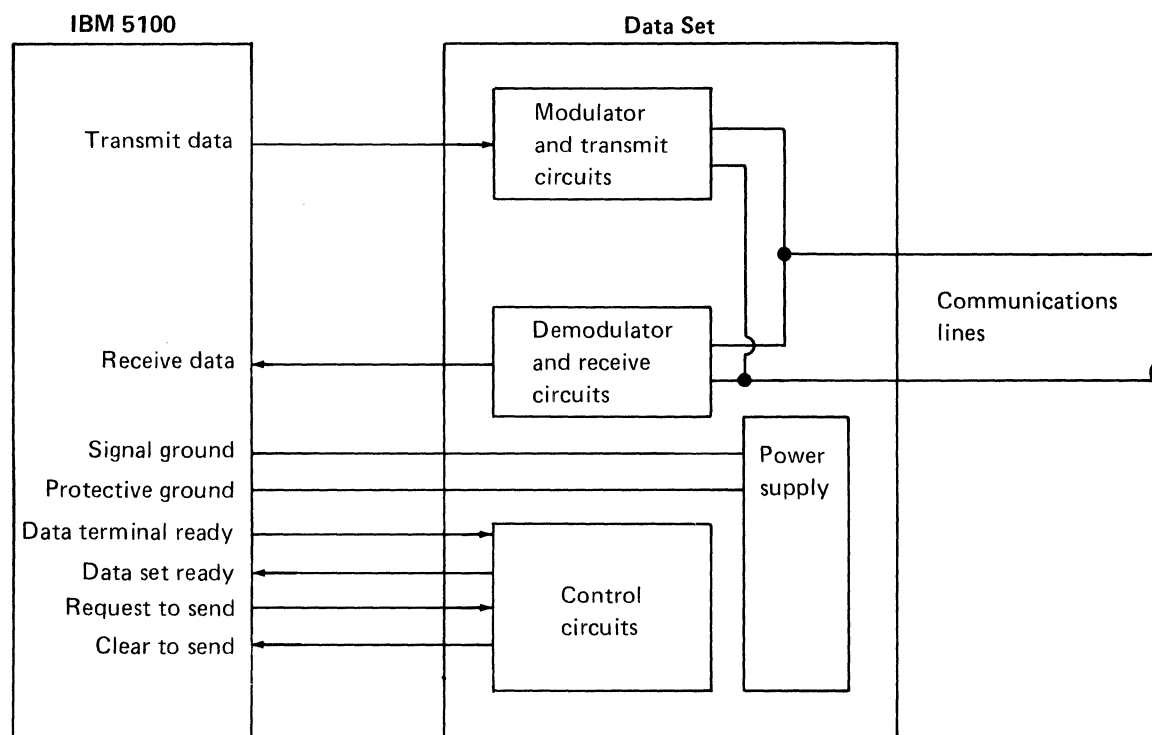 IBM 5100
Data Set
Transmit data
Modulator
and transmit
circuits
Receive data
Demodulator
and receive
circuits
Communications
lines
Signal ground
Protective ground
Data terminal ready
Data set ready
Request to send
Clear to send
Power
supply
Control
circuits